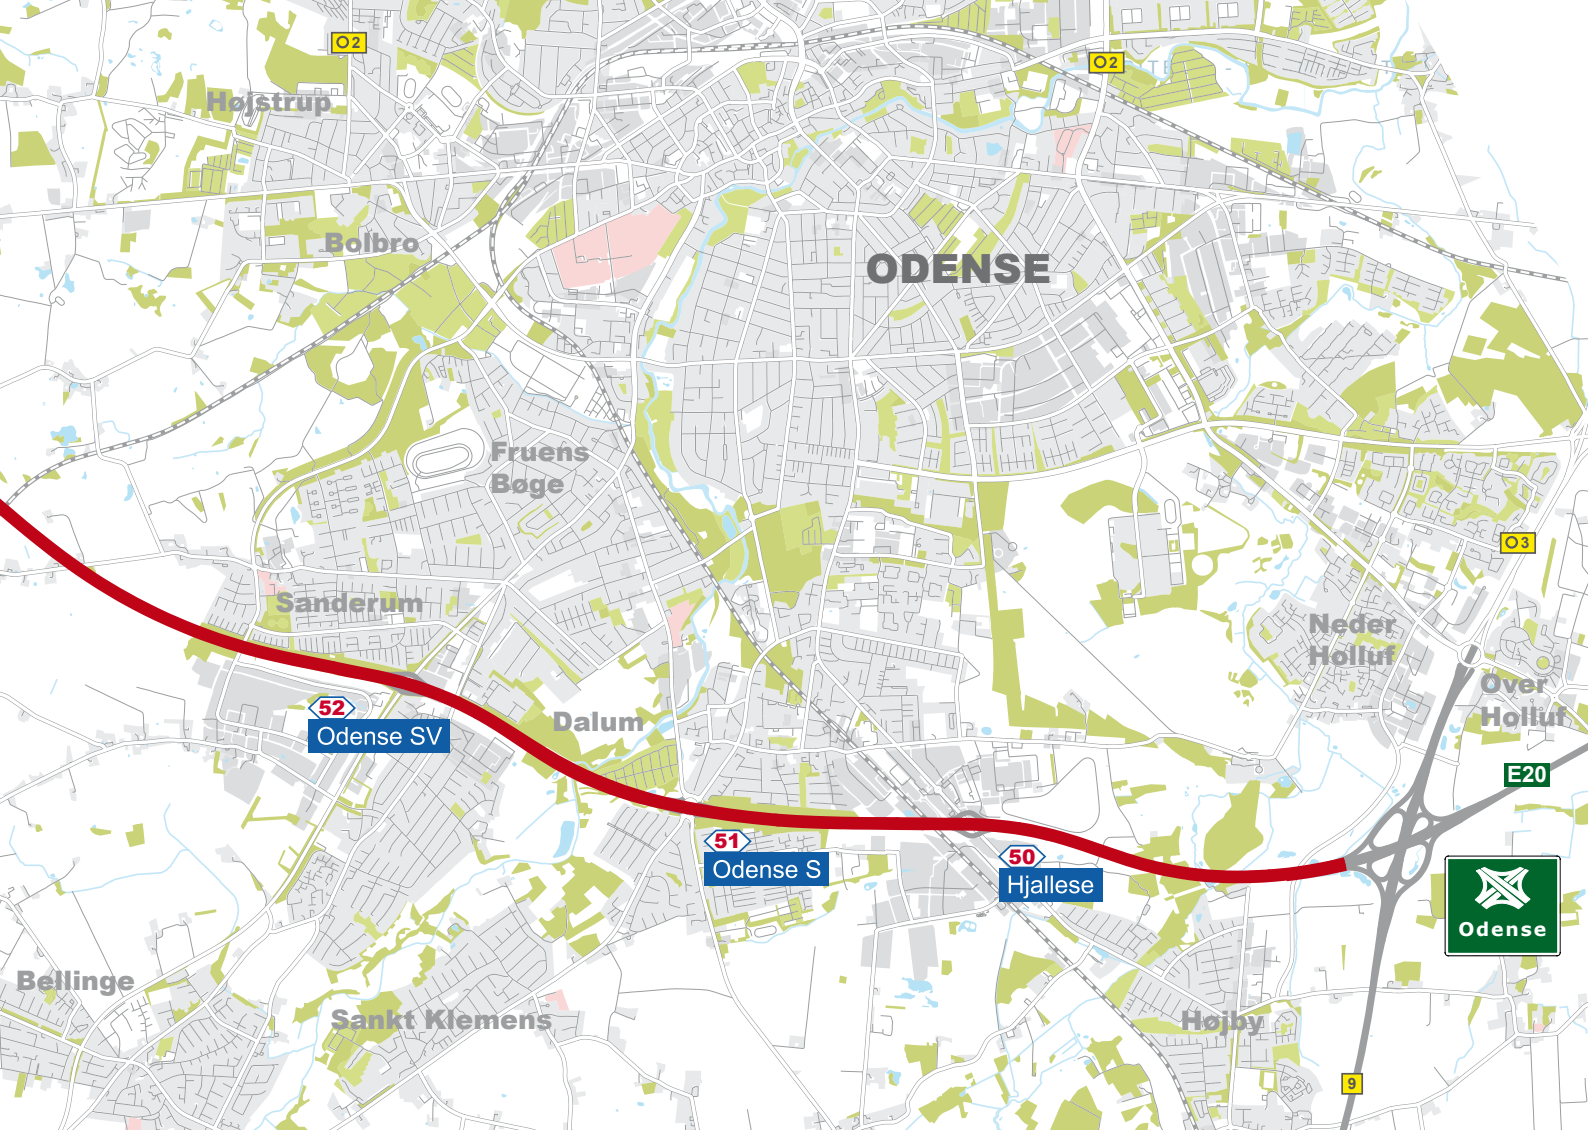 O2
O2
TE
T
Højstrup
Bolbro
ODENSE
Fruens
Bøge
O3
Sanderum
Neder
Holluf
Over
Holluf
52
Odense SV
Dalum
E20
51
Odense S
50
Hjallese
Odense
Bellinge
Sankt Klemens
Højby
9